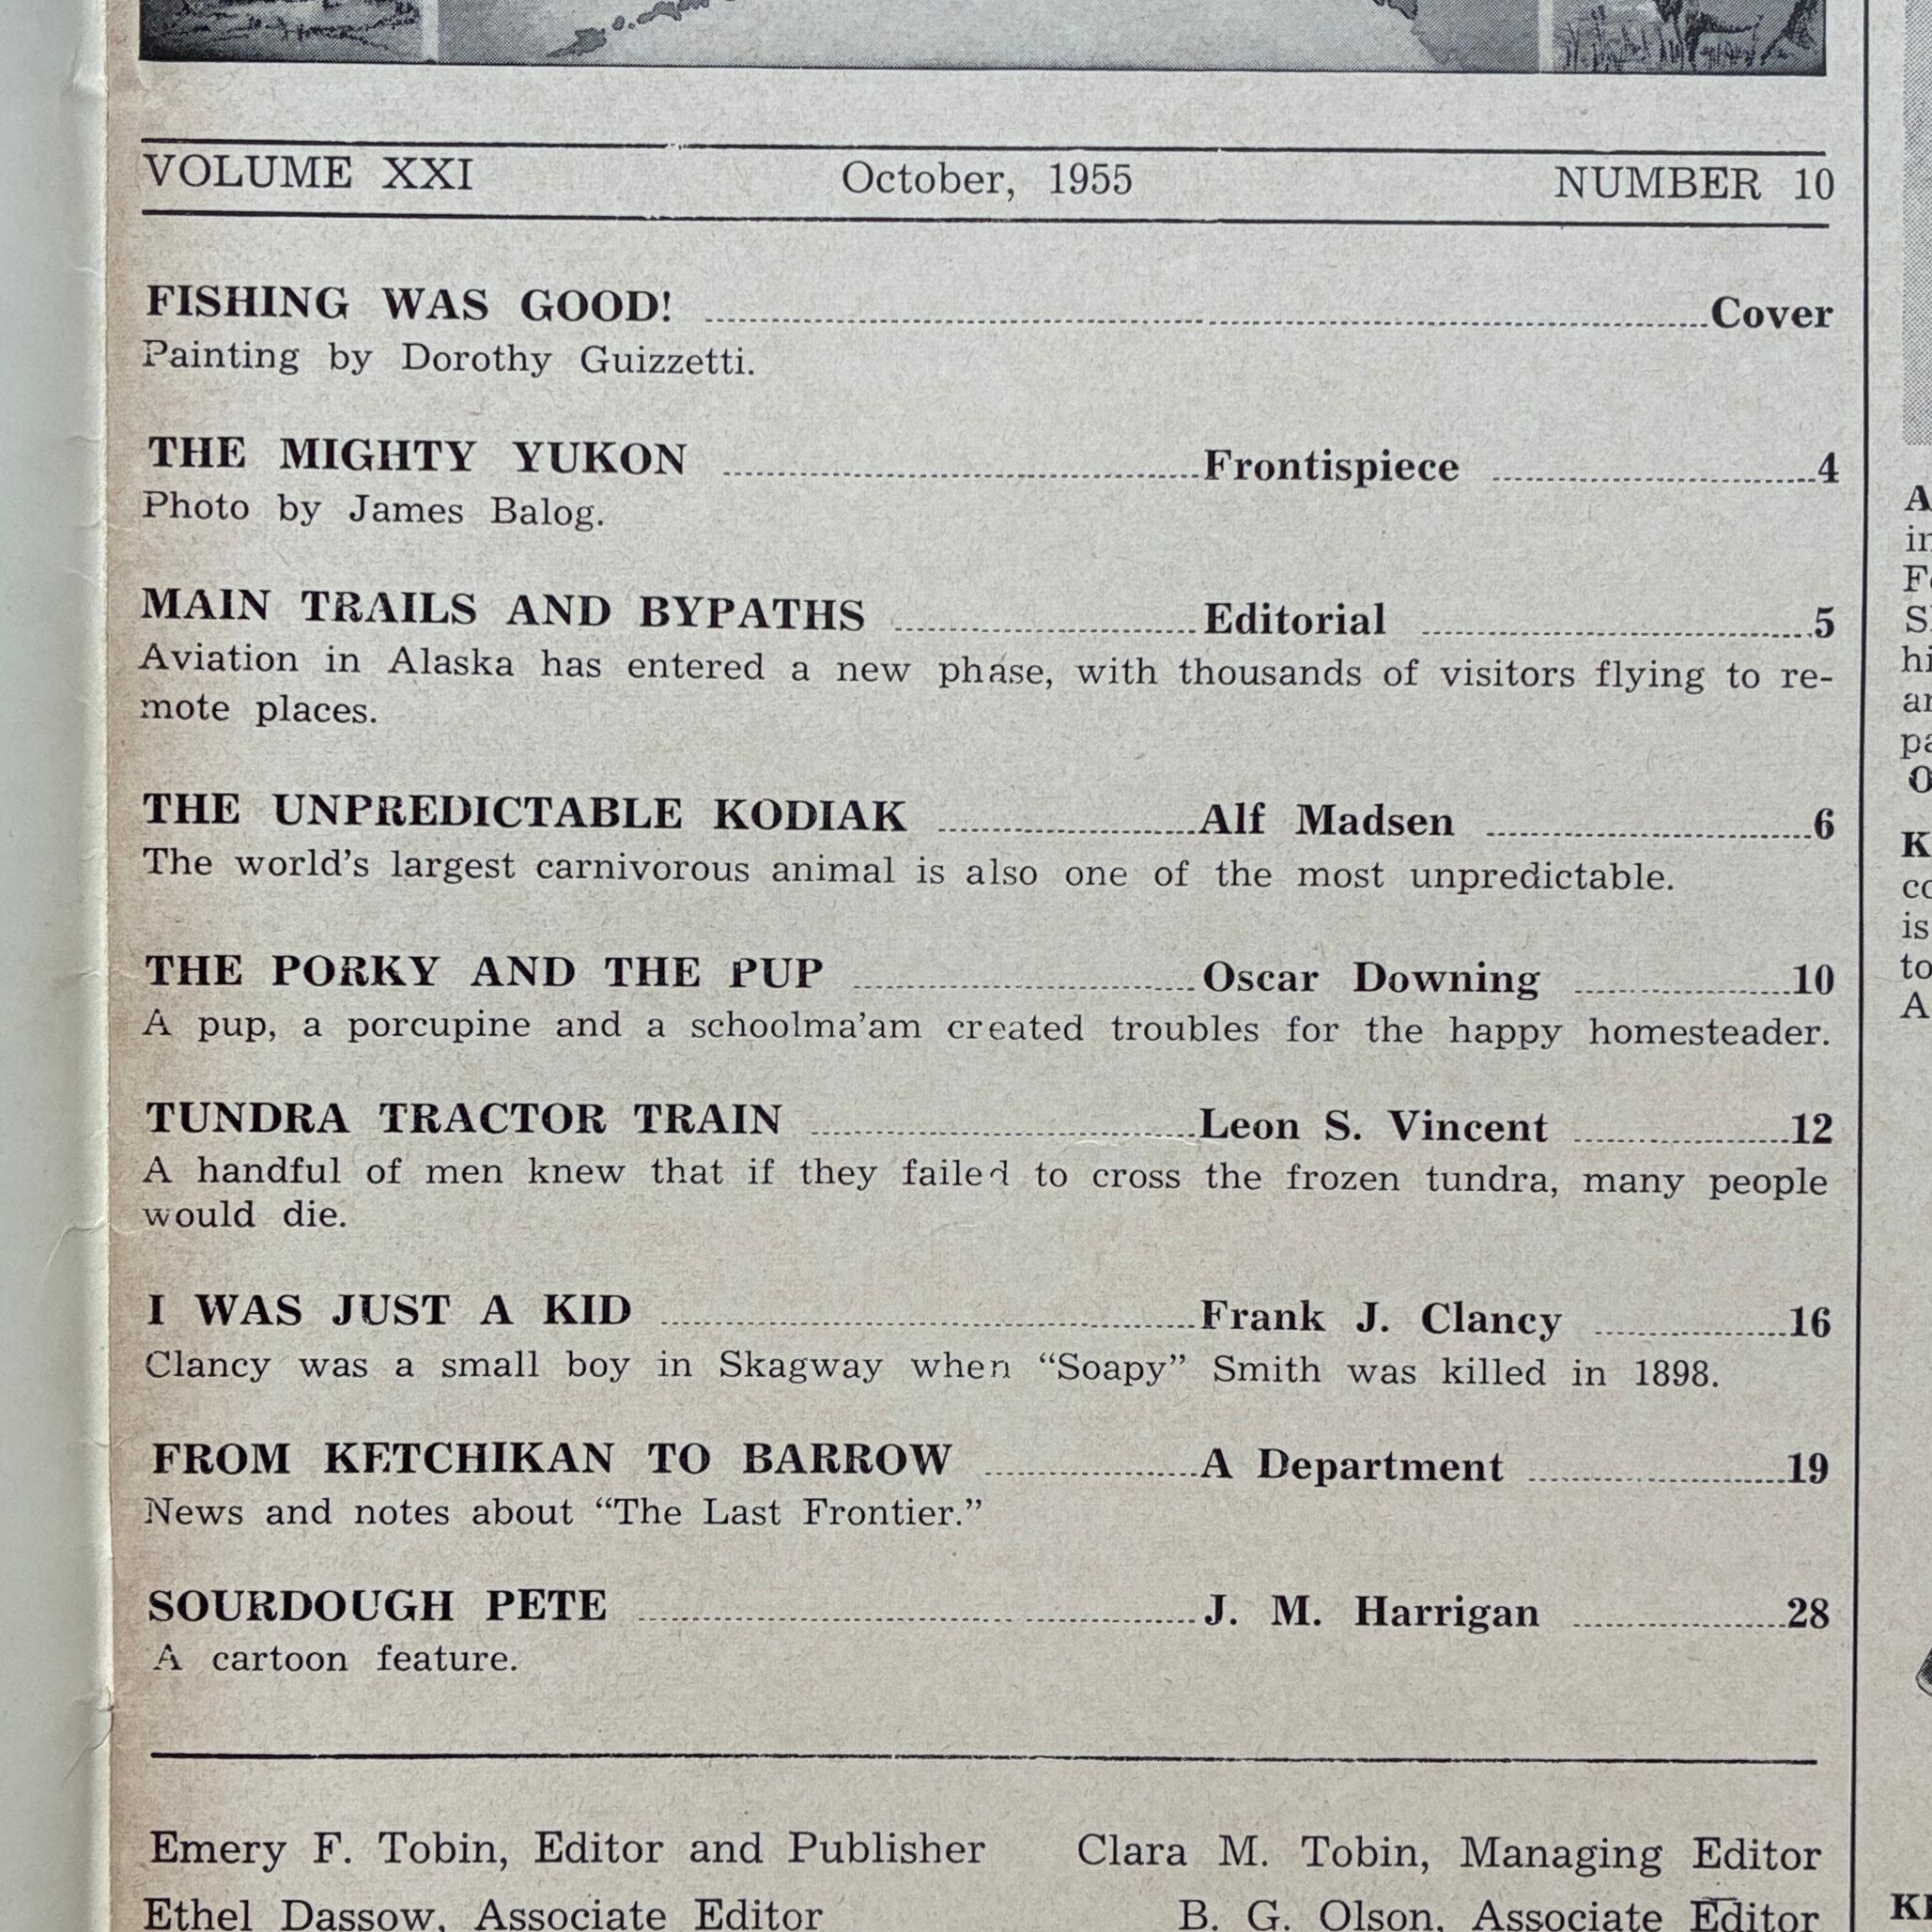 VOLUME XXI October, 1955 NUMBER 10
FISHING WAS GOOD! Cover
Painting by Dorothy Guizzetti.
THE MIGHTY YUKON Frontispiece 4
Photo by James Balog.
MAIN TRAILS AND BYPATHS Editorial 5
Aviation in Alaska has entered a new phase, with thousands of visitors flying to re-
mote places.
THE UNPREDICTABLE KODIAK Alf Madsen 6
The world's largest carnivorous animal is also one of the most unpredictable.
THE PORKY AND THE PUP Oscar Downing 10
A pup, a porcupine and a schoolma'am created troubles for the happy homesteader.
TUNDRA TRACTOR TRAIN Leon S. Vincent 12
A handful of men knew that if they failed to cross the frozen tundra, many people
would die.
I WAS JUST A KID Frank J. Clancy 16
Clancy was a small boy in Skagway when "Soapy" Smith was killed in 1898.
FROM KETCHIKAN TO BARROW A Department 19
News and notes about "The Last Frontier."
SOURDOUGH PETE J. M. Harrigan 28
A cartoon feature.
Emery F. Tobin, Editor and Publisher Clara M. Tobin, Managing Editor
Ethel Dassow, Associate Editor B. G. Olson, Associate Editor